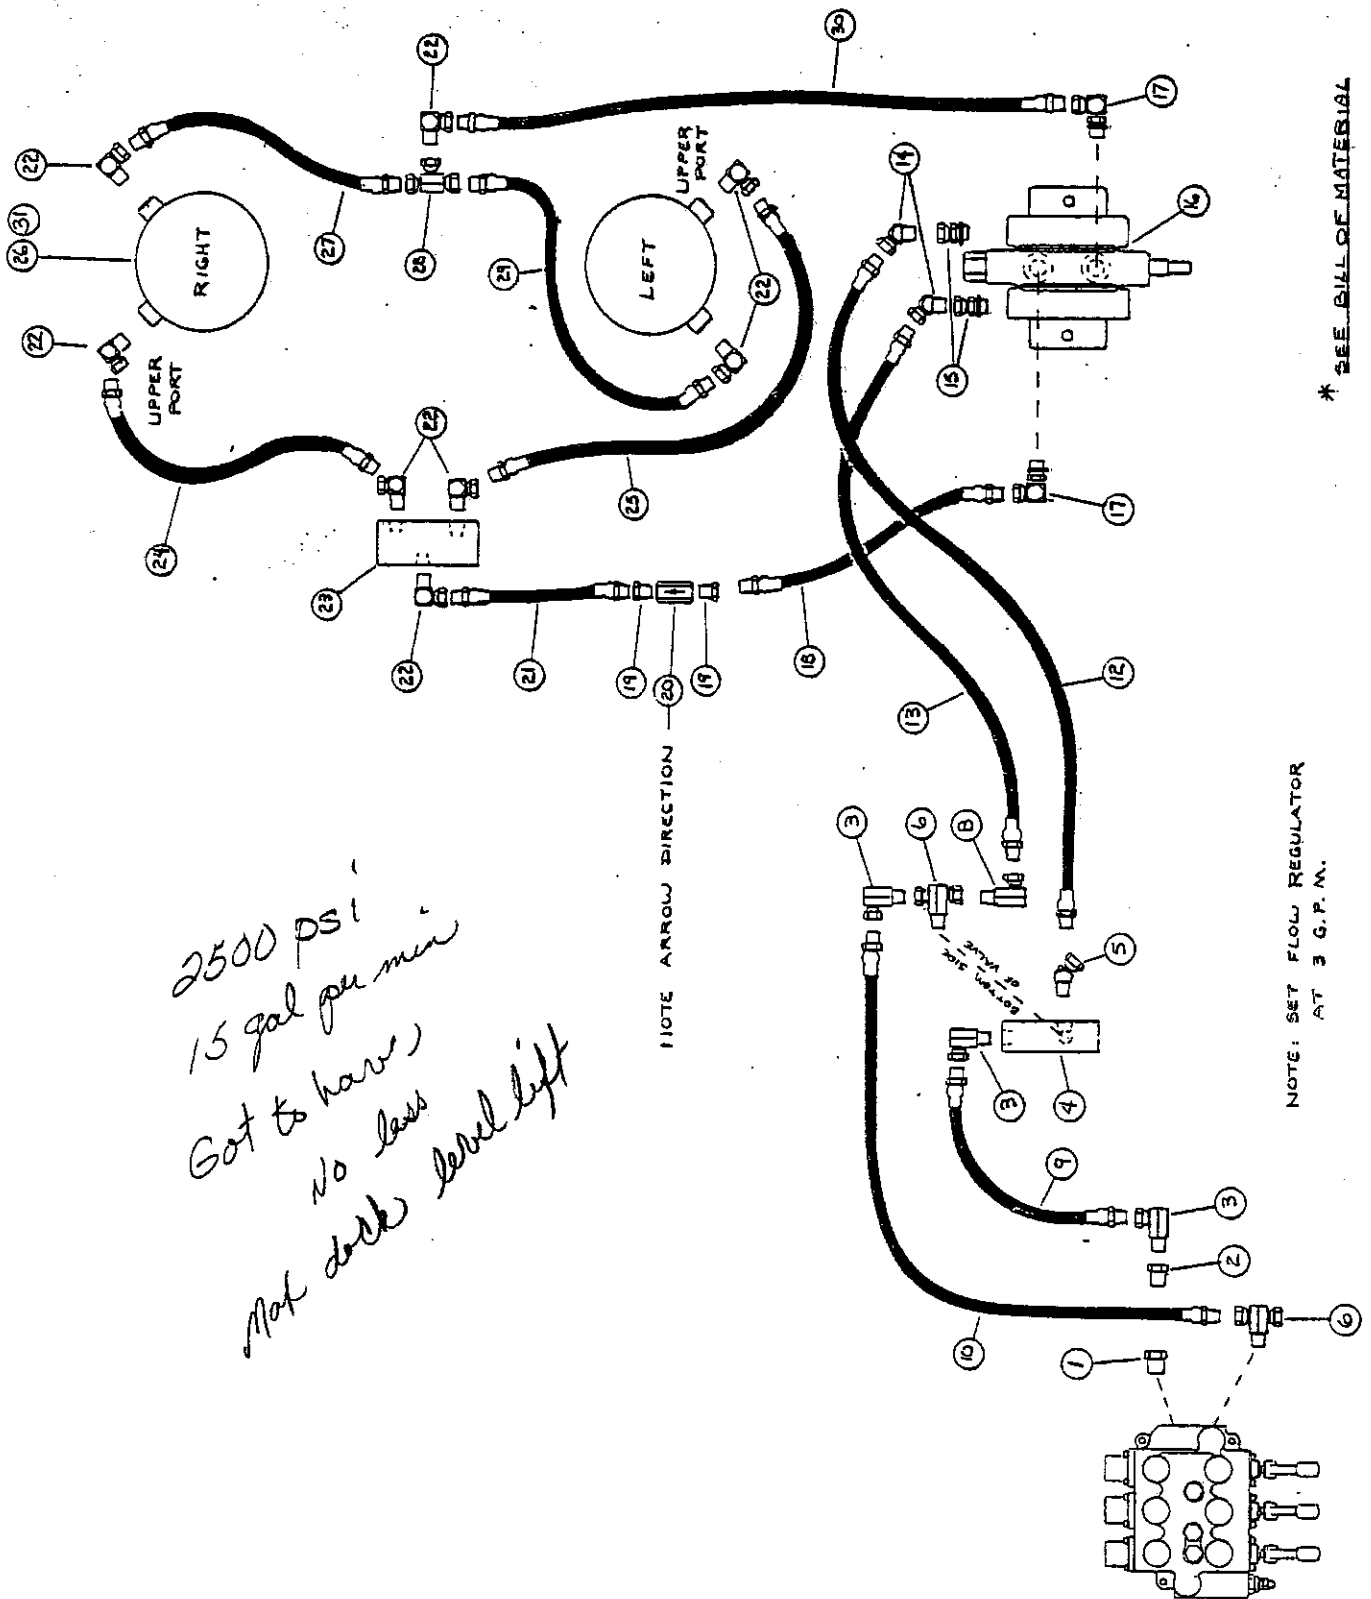 30
22
17
* SEE BILL OF MATERIAL
22
UPPER
PORT
14
16
26 31
RIGHT
27
28
29
LEFT
22
15
22
UPPER
PORT
22
25
17
24
23
22
21
19
20
19
18
13
12
NOTE ARROW DIRECTION
3
6
8
BOTTOM SIDE
OF VALVE
5
NOTE: SET FLOW REGULATOR
AT 3 G.P.M.
3
4
9
3
2
10
1
6
2500 psi
15 gal per min
Got to have,
No less
Not dock level lift